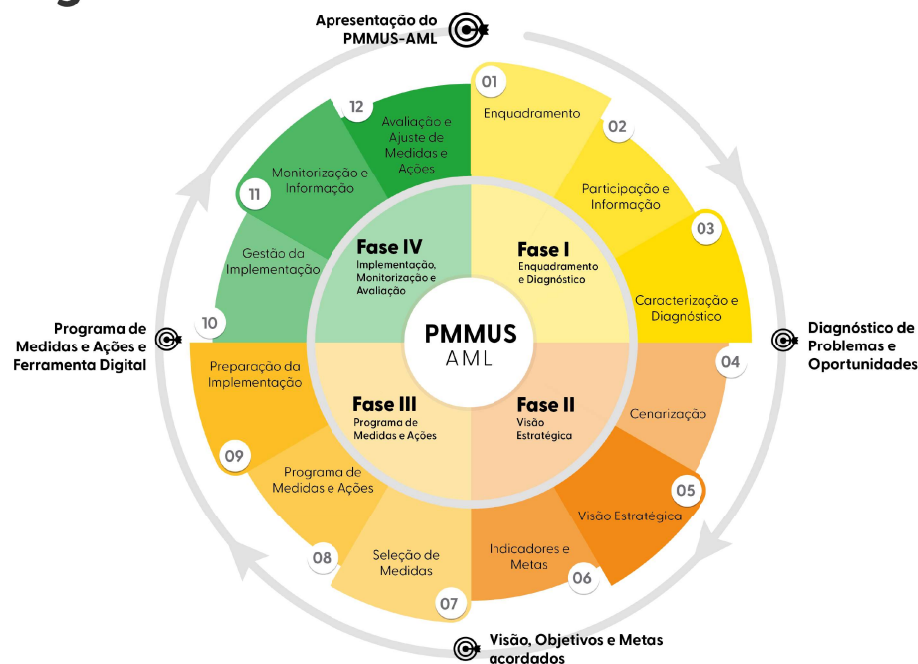 Apresentação do
PMMUS-AML
01
Enquadramento
02
Participação e
Informação
03
Caracterização e
Diagnóstico
Diagnóstico de
Problemas e
Oportunidades
04
Cenarização
05
Visão Estratégica
06
Indicadores e
Metas
Visão, Objetivos e Metas
acordados
07
Seleção de
Medidas
08
Programa de
Medidas e Ações
09
Preparação da
Implementação
Programa de
Medidas e Ações e
Ferramenta Digital
10
Gestão da
Implementação
11
Monitorização e
Informação
12
Avaliação e
Ajuste de
Medidas e
Ações
Fase I
Enquadramento
e Diagnóstico
Fase II
Visão
Estratégica
Fase III
Programa de
Medidas e Ações
Fase IV
Implementação,
Monitorização e
Avaliação
PMMUS
AML